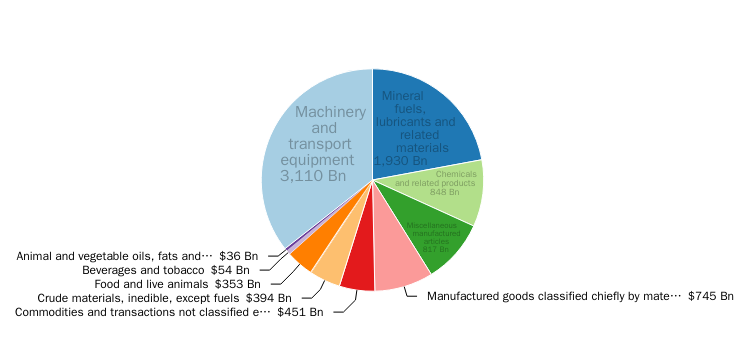 Machinery
and
transport
equipment
3,110 Bn
Mineral
fuels,
lubricants and
related
materials
1,930 Bn
Chemicals
and related products
848 Bn
Miscellaneous
manufactured
articles
817 Bn
Animal and vegetable oils, fats and··· $36 Bn
Beverages and tobacco $54 Bn
Food and live animals $353 Bn
Crude materials, inedible, except fuels $394 Bn
Commodities and transactions not classified e··· $451 Bn
Manufactured goods classified chiefly by mate··· $745 Bn